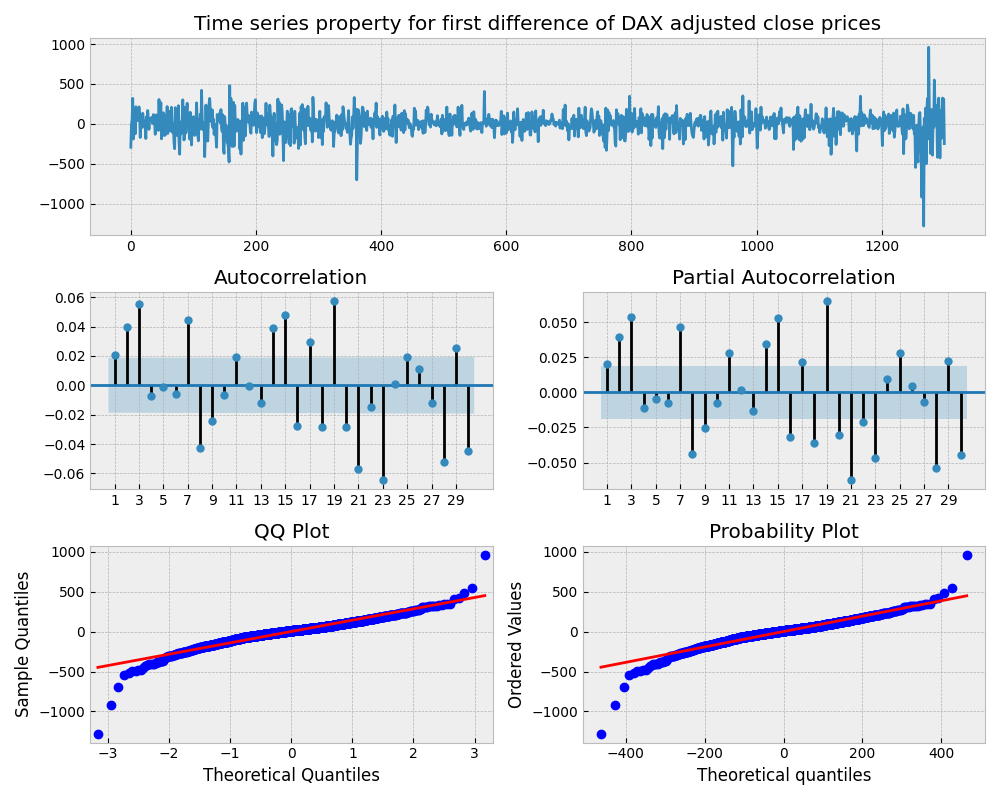 Time series property for first difference of DAX adjusted close prices
1000
500
0
−500
−1000
0 200 400 600 800 1000 1200
Autocorrelation
0.06
0.04
0.02
0.00
−0.02
−0.04
−0.06
1 3 5 7 9 11 13 15 17 19 21 23 25 27 29
Partial Autocorrelation
0.050
0.025
0.000
−0.025
−0.050
1 3 5 7 9 11 13 15 17 19 21 23 25 27 29
QQ Plot
Sample Quantiles
1000
500
0
−500
−1000
−3 −2 −1 0 1 2 3
Theoretical Quantiles
Probability Plot
Ordered Values
1000
500
0
−500
−1000
−400 −200 0 200 400
Theoretical quantiles